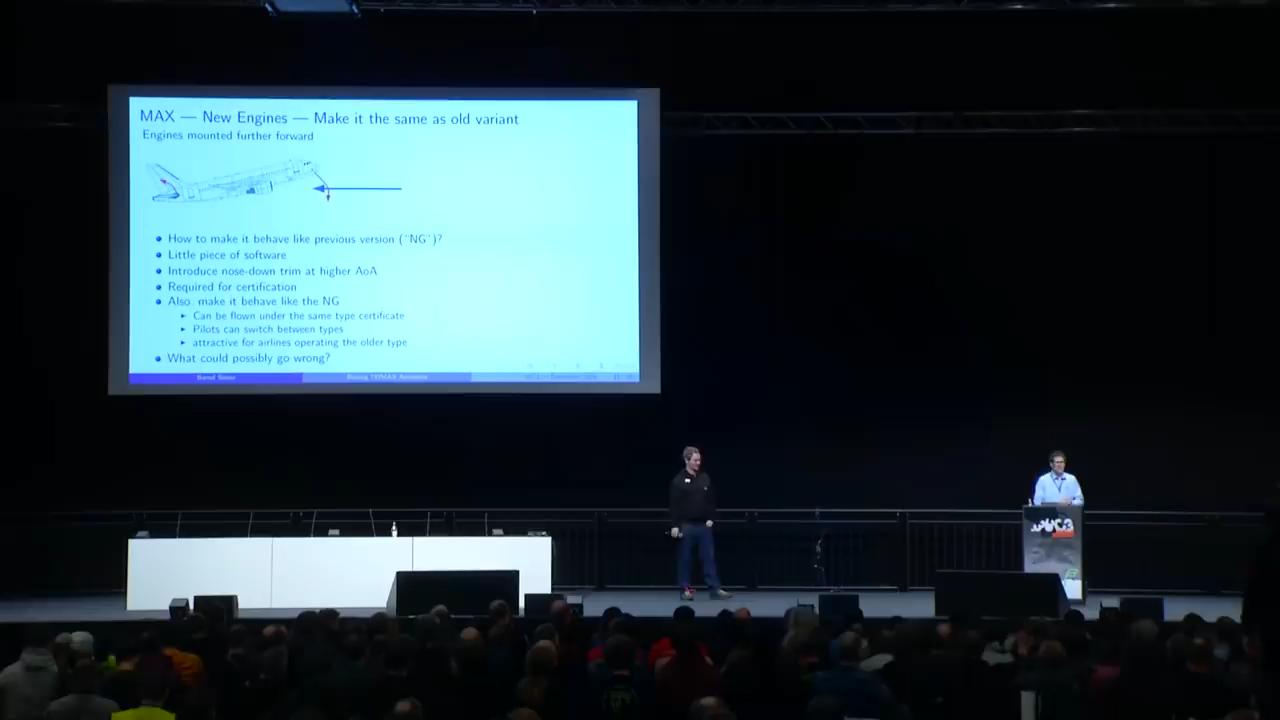 MAX — New Engines — Make it the same as old variant
Engines mounted further forward
How to make it behave like previous version ("NG")?
Little piece of software
Introduce nose-down trim at higher AoA
Required for certification
Also: make it behave like the NG
Can be flown under the same type certificate
Pilots can switch between types
attractive for airlines operating the older type
What could possibly go wrong?
Boeing 737MAX